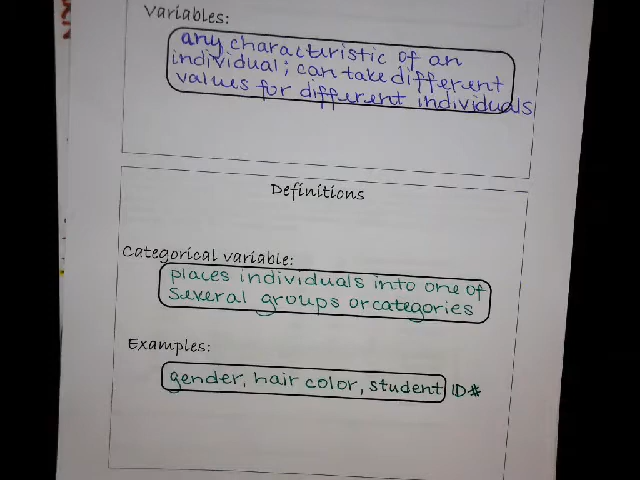 Variables:
any characteristic of an
individual; can take different
values for different individuals
Definitions
Categorical variable:
places individuals into one of
several groups or categories
Examples:
gender, hair color, student ID#